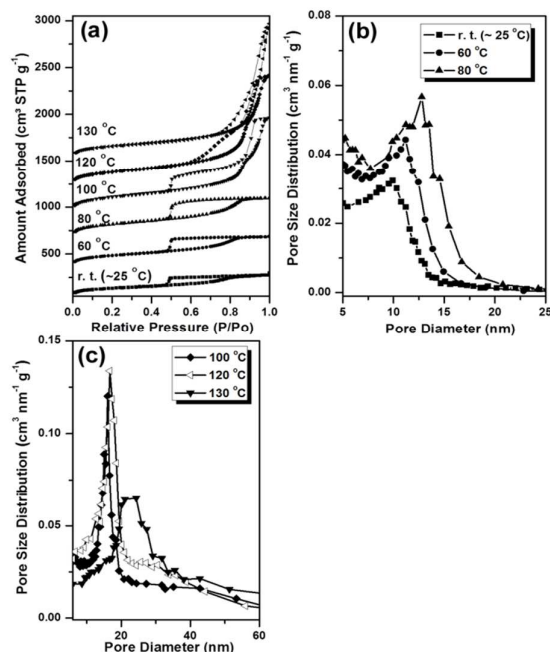 (a)
3000
2500
2000
1500
1000
500
130 °C
120 °C
100 °C
80 °C
60 °C
r. t. (~25 °C)
0.0 0.2 0.4 0.6 0.8 1.0
Relative Pressure (P/Po)
Amount Adsorbed (cm³ STP g⁻¹)
(b)
r. t. (~ 25 °C)
60 °C
80 °C
0.08
0.06
0.04
0.02
0.00
5 10 15 20 25
Pore Diameter (nm)
Pore Size Distribution (cm³ nm⁻¹ g⁻¹)
(c)
100 °C
120 °C
130 °C
0.15
0.10
0.05
0.00
20 40 60
Pore Diameter (nm)
Pore Size Distribution (cm³ nm⁻¹ g⁻¹)